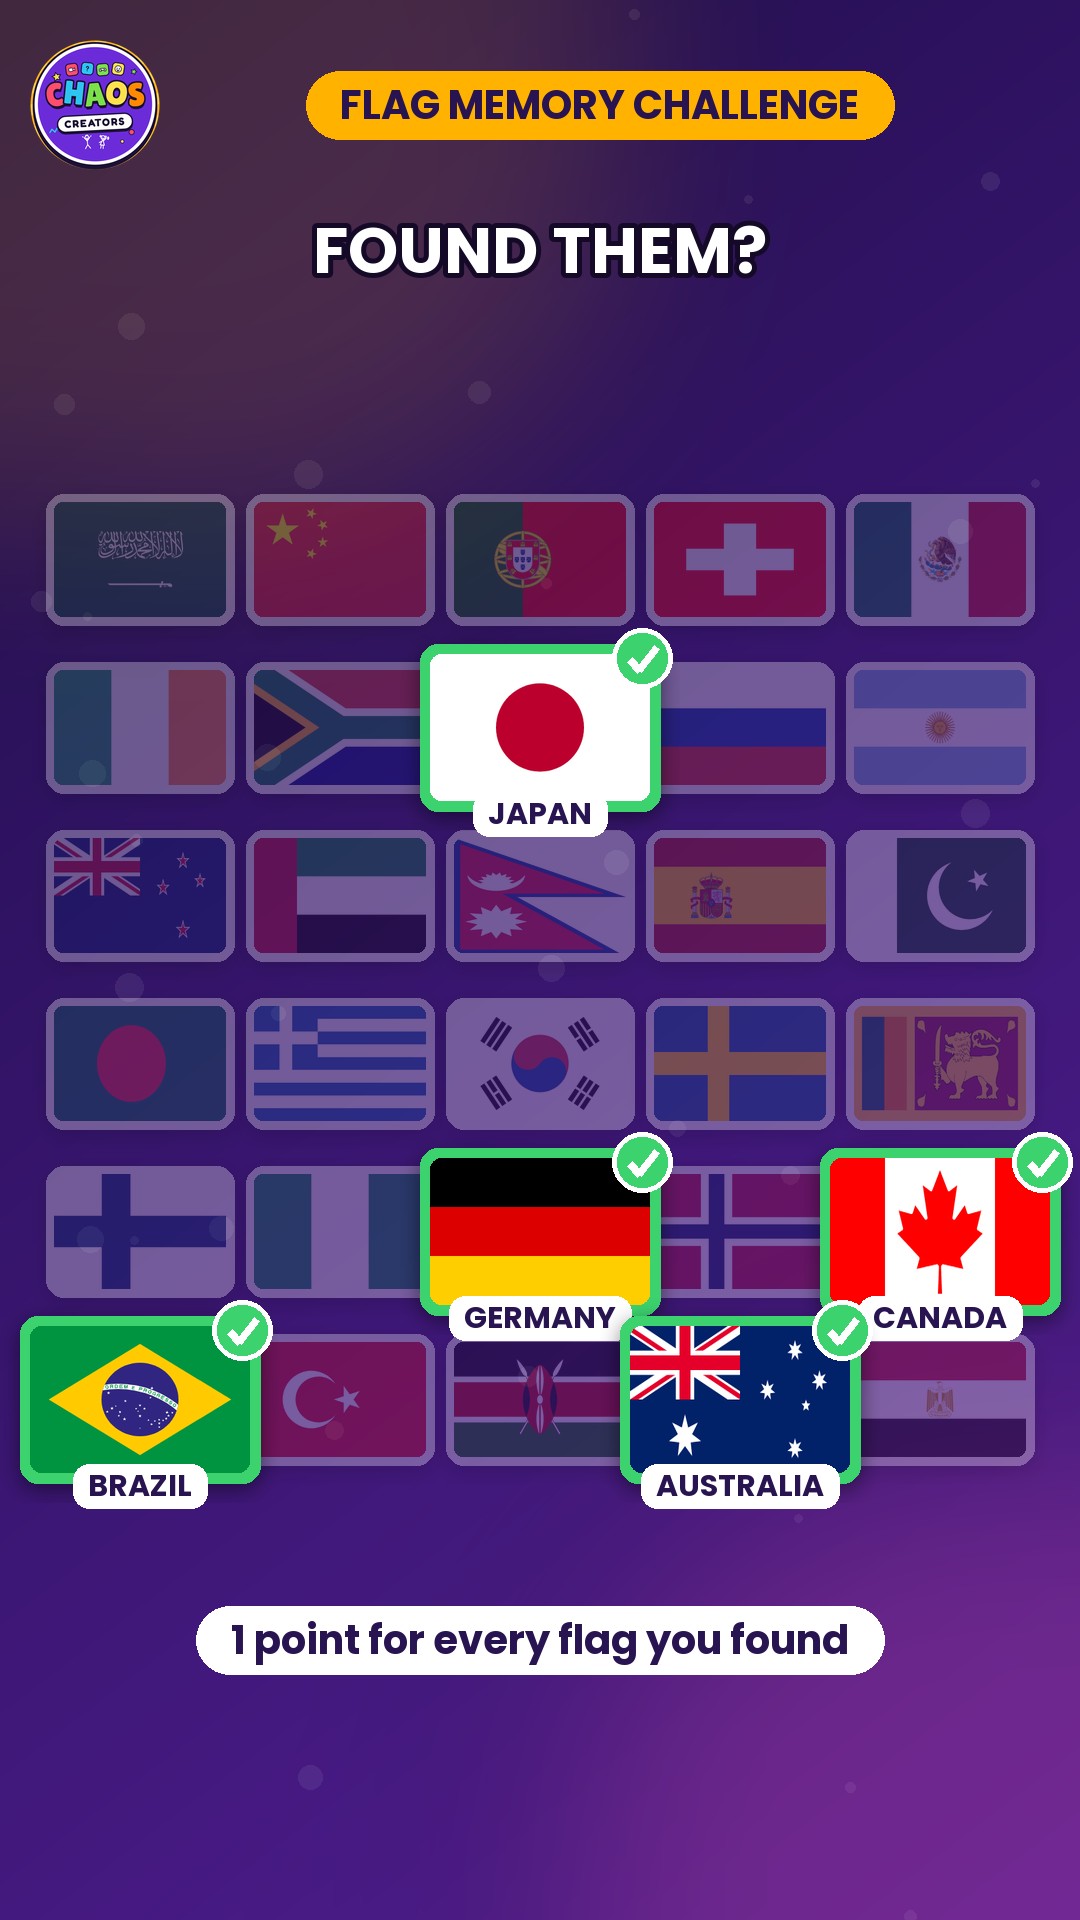 CHAOS
CREATORS
FLAG MEMORY CHALLENGE
FOUND THEM?
JAPAN
GERMANY
CANADA
BRAZIL
AUSTRALIA
1 point for every flag you found